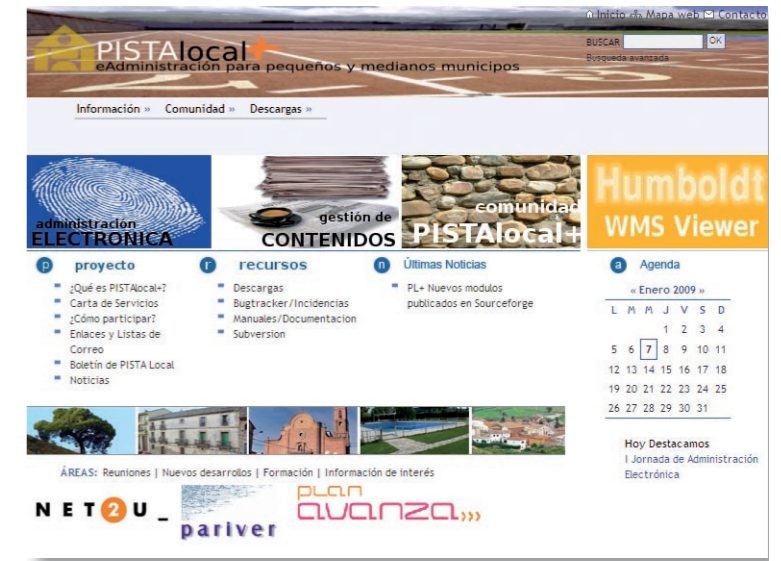 Inicio Mapa web Contacto
PISTAlocal+
eAdministración para pequeños y medianos municipos
BUSCAR OK
Busqueda avanzada
Información » Comunidad » Descargas »
administración
ELECTRONICA
gestión de
CONTENIDOS
comunidad
PISTAlocal+
Humboldt
WMS Viewer
p proyecto
¿Qué es PISTAlocal+?
Carta de Servicios
¿Cómo participar?
Enlaces y Listas de
Correo
Boletín de PISTA Local
Noticias
r recursos
Descargas
Bugtracker/Incidencias
Manuales/Documentacion
Subversion
n Últimas Noticias
PL+ Nuevos modulos
publicados en Sourceforge
a Agenda
« Enero 2009 »
L M M J V S D
1 2 3 4
5 6 7 8 9 10 11
12 13 14 15 16 17 18
19 20 21 22 23 24 25
26 27 28 29 30 31
Hoy Destacamos
I Jornada de Administración
Electrónica
ÁREAS: Reuniones | Nuevos desarrollos | Formación | Información de interés
NET2U_
pariver
PLAN
avanza